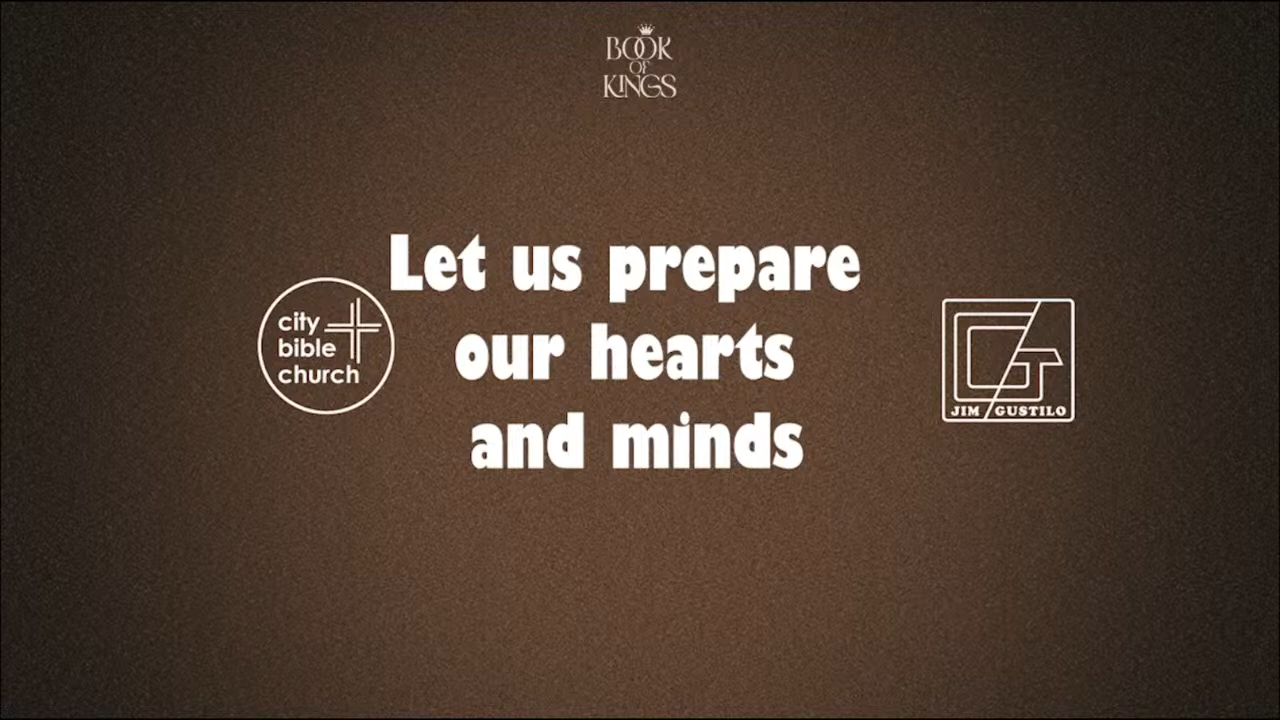 BOOK
OF
KINGS
Let us prepare
our hearts
and minds
city
bible
church
JIM GUSTILO